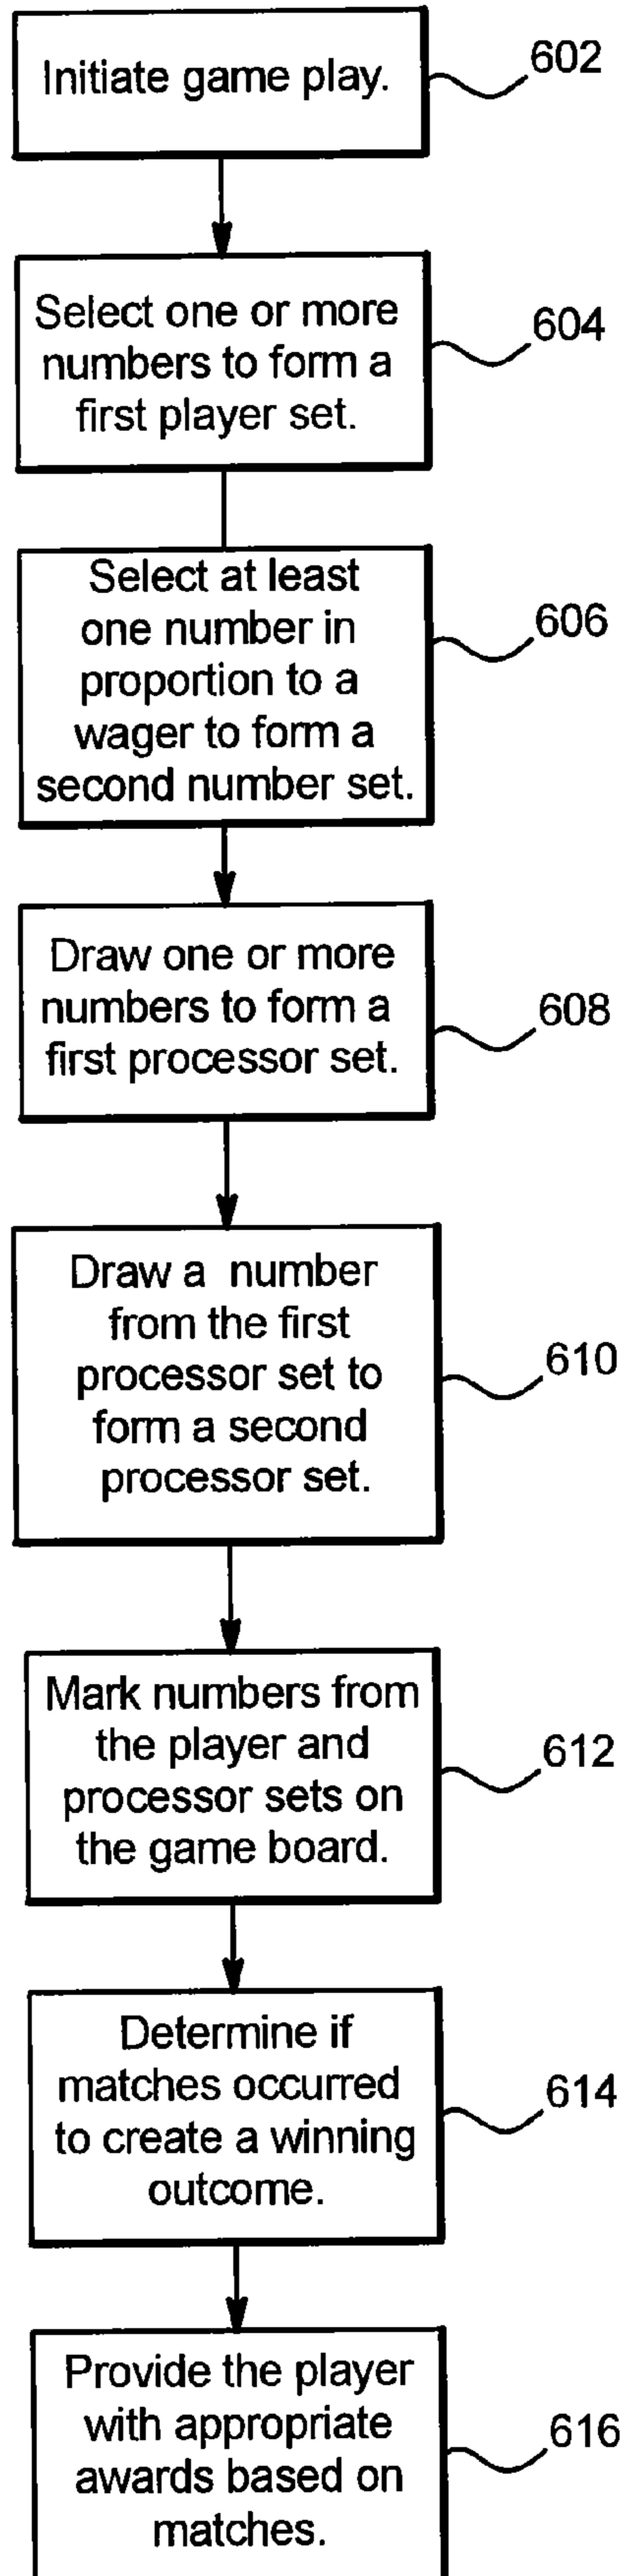 Initiate game play.
602
Select one or more
numbers to form a
first player set.
604
Select at least
one number in
proportion to a
wager to form a
second number set.
606
Draw one or more
numbers to form a
first processor set.
608
Draw a number
from the first
processor set to
form a second
processor set.
610
Mark numbers from
the player and
processor sets on
the game board.
612
Determine if
matches occurred
to create a winning
outcome.
614
Provide the player
with appropriate
awards based on
matches.
616